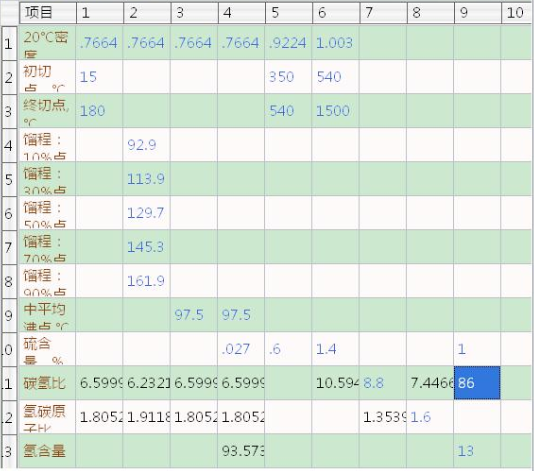 项目 1 2 3 4 5 6 7 8 9 10
1 20℃密度 .7664 .7664 .7664 .7664 .9224 1.003
2 初切点，℃ 15 350 540
3 终切点,℃ 180 540 1500
4 馏程：10%点 92.9
5 馏程：30%点 113.9
6 馏程：50%点 129.7
7 馏程：70%点 145.3
8 馏程：90%点 161.9
9 中平均沸点,℃ 97.5 97.5
.0 硫含量，% .027 .6 1.4 1
.1 碳氢比 6.5999 6.2321 6.5999 6.5999 10.594 8.8 7.4466 86
.2 氢碳原子比 1.8052 1.9118 1.8052 1.8052 1.3539 1.6
.3 氢含量 93.573 13